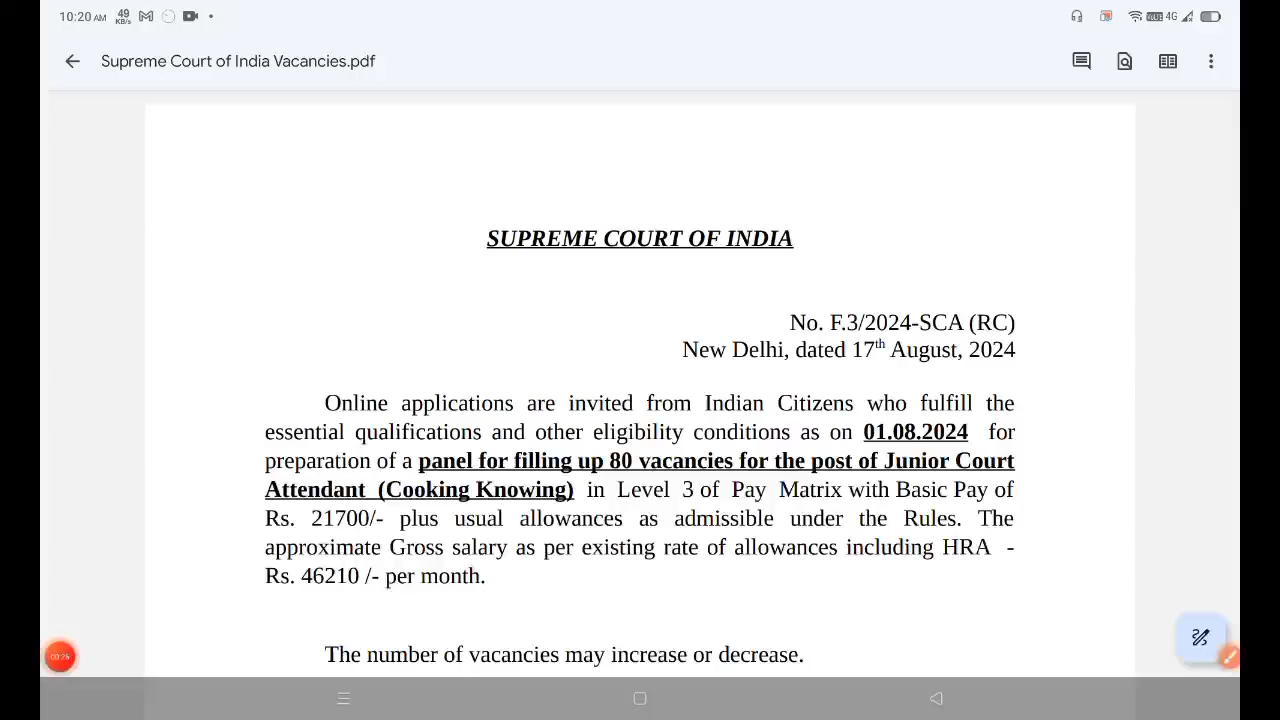 10:20 AM 49 KB/s 4G
Supreme Court of India Vacancies.pdf
SUPREME COURT OF INDIA
No. F.3/2024-SCA (RC)
New Delhi, dated 17th August, 2024
Online applications are invited from Indian Citizens who fulfill the
essential qualifications and other eligibility conditions as on 01.08.2024 for
preparation of a panel for filling up 80 vacancies for the post of Junior Court
Attendant (Cooking Knowing) in Level 3 of Pay Matrix with Basic Pay of
Rs. 21700/- plus usual allowances as admissible under the Rules. The
approximate Gross salary as per existing rate of allowances including HRA -
Rs. 46210 /- per month.
The number of vacancies may increase or decrease.